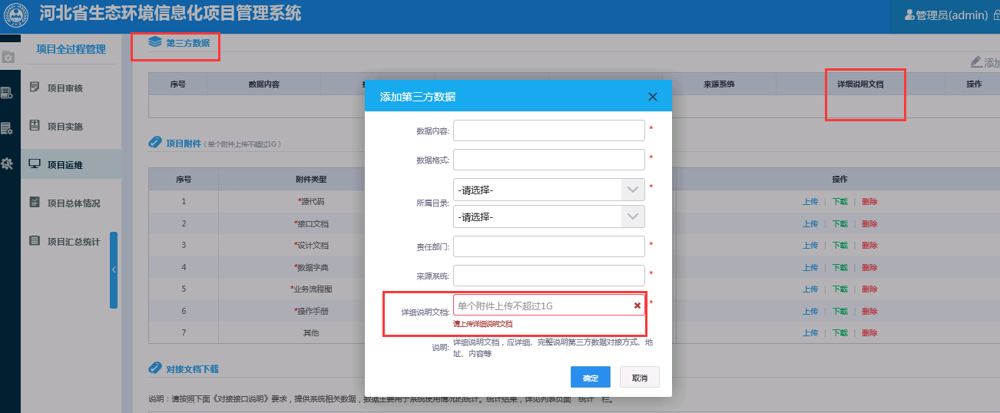 河北省生态环境信息化项目管理系统
管理员(admin)
项目全过程管理
项目审核
项目实施
项目运维
项目总体情况
项目汇总统计
第三方数据
添加
序号 数据内容 来源系统 详细说明文档 操作
项目附件（单个附件上传不超过1G）
序号 附件类型 操作
1 *源代码 上传 | 下载 | 删除
2 *接口文档 上传 | 下载 | 删除
3 *设计文档 上传 | 下载 | 删除
4 *数据字典 上传 | 下载 | 删除
5 *业务流程图 上传 | 下载 | 删除
6 *操作手册 上传 | 下载 | 删除
7 其他 上传 | 下载 | 删除
添加第三方数据
数据内容: *
数据格式: *
所属目录: -请选择- *
-请选择-
责任部门: *
来源系统: *
详细说明文档: 单个附件上传不超过1G *
请上传详细说明文档
说明: 详细说明文档，应详细、完整说明第三方数据对接方式、地
址、内容等
确定 取消
对接文档下载
说明：请按照下面《对接接口说明》要求，提供系统相关数据，数据主要用于系统使用情况的统计。统计结果，详见列表页面 统计 栏。